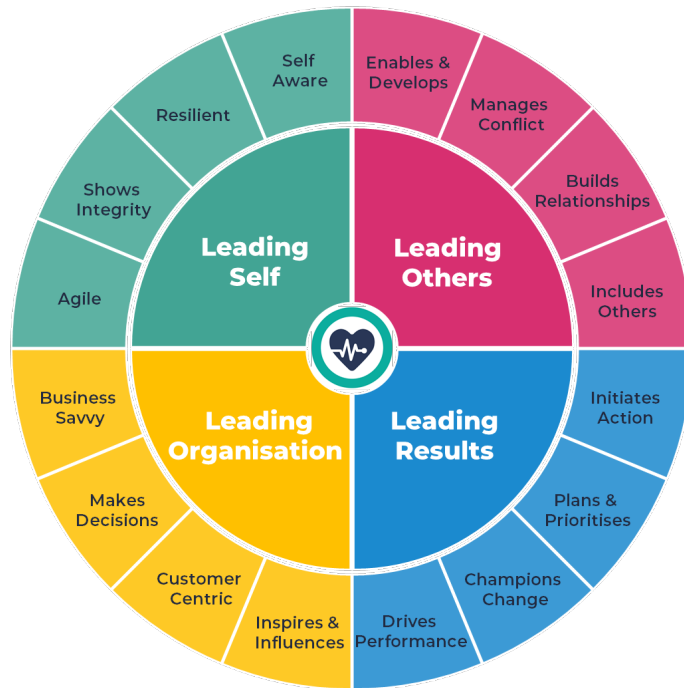 Self
Aware
Resilient
Shows
Integrity
Agile
Leading
Self
Enables &
Develops
Manages
Conflict
Builds
Relationships
Includes
Others
Leading
Others
Business
Savvy
Makes
Decisions
Customer
Centric
Inspires &
Influences
Leading
Organisation
Initiates
Action
Plans &
Prioritises
Champions
Change
Drives
Performance
Leading
Results